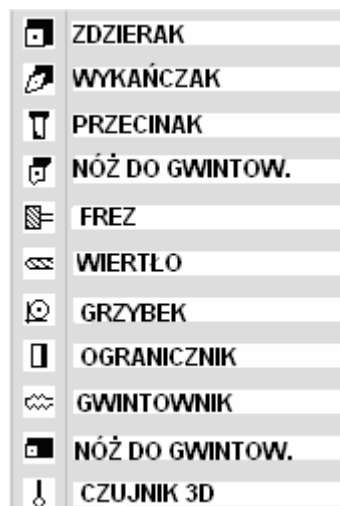 ZDZIERAK
WYKAŃCZAK
PRZECINAK
NÓŻ DO GWINTOW.
FREZ
WIERTŁO
GRZYBEK
OGRANICZNIK
GWINTOWNIK
NÓŻ DO GWINTOW.
CZUJNIK 3D